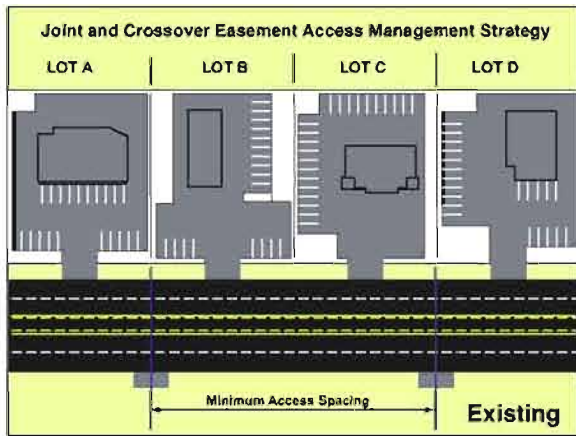 Joint and Crossover Easement Access Management Strategy
LOT A LOT B LOT C LOT D
Minimum Access Spacing
Existing